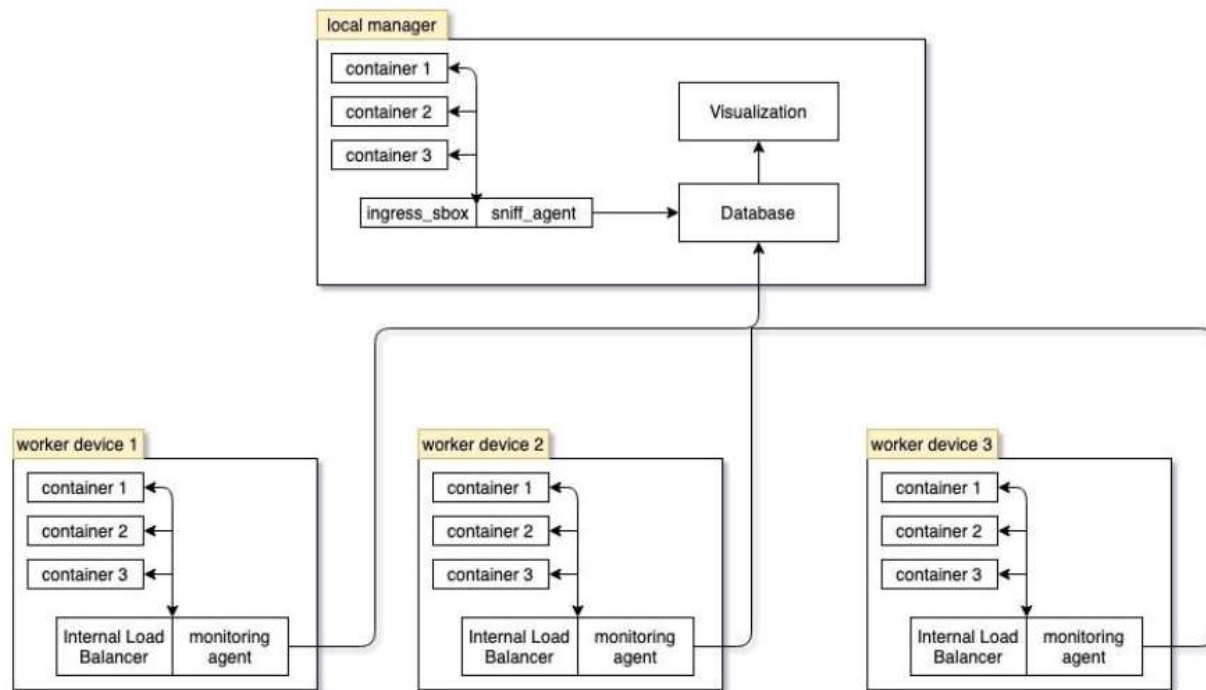 local manager
container 1
container 2
container 3
Visualization
ingress_sbox
sniff_agent
Database
worker device 1
container 1
container 2
container 3
Internal Load
Balancer
monitoring
agent
worker device 2
container 1
container 2
container 3
Internal Load
Balancer
monitoring
agent
worker device 3
container 1
container 2
container 3
Internal Load
Balancer
monitoring
agent